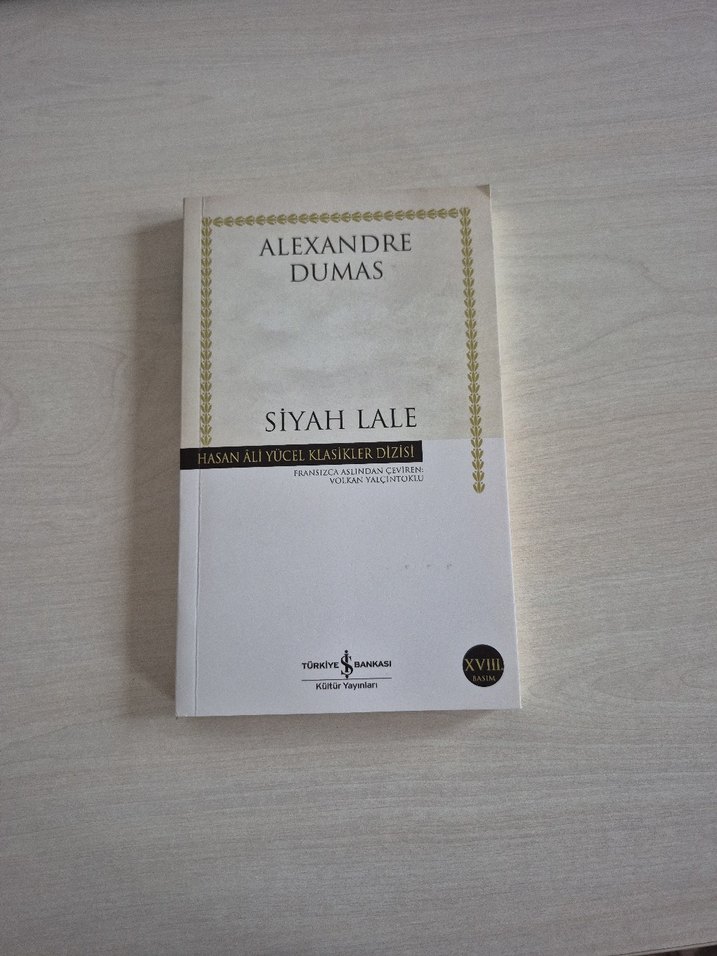 ALEXANDRE
DUMAS
SİYAH LALE
HASAN ÂLİ YÜCEL KLASİKLER DİZİSİ
FRANSIZCA ASLINDAN ÇEVİREN:
VOLKAN YALÇINTOKLU
TÜRKİYE İŞ BANKASI
Kültür Yayınları
XVIII.
BASIM